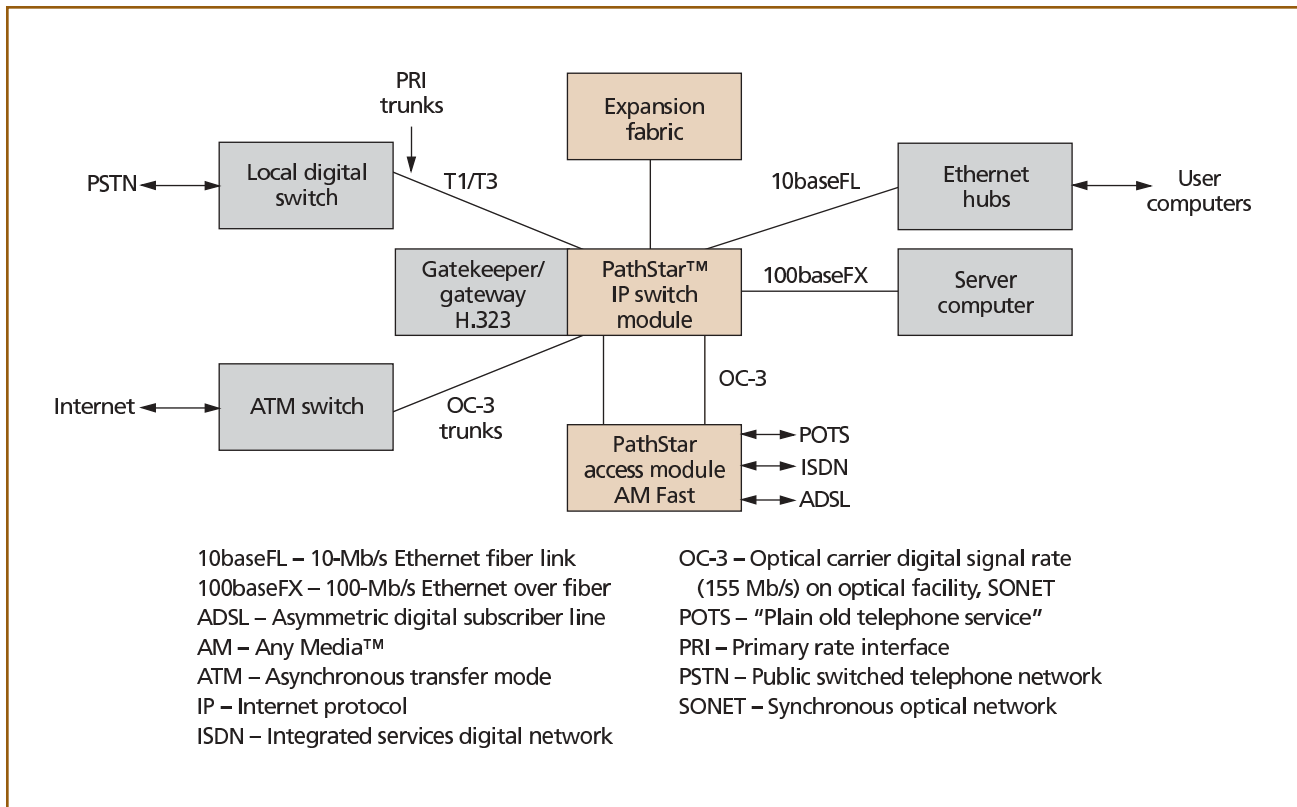 PRI
trunks
Expansion
fabric
Local digital
switch
PSTN
T1/T3
10baseFL
Ethernet
hubs
User
computers
Gatekeeper/
gateway
H.323
PathStar™
IP switch
module
100baseFX
Server
computer
Internet
ATM switch
OC-3
trunks
OC-3
PathStar
access module
AM Fast
POTS
ISDN
ADSL
10baseFL – 10-Mb/s Ethernet fiber link
100baseFX – 100-Mb/s Ethernet over fiber
ADSL – Asymmetric digital subscriber line
AM – Any Media™
ATM – Asynchronous transfer mode
IP – Internet protocol
ISDN – Integrated services digital network
OC-3 – Optical carrier digital signal rate
(155 Mb/s) on optical facility, SONET
POTS – “Plain old telephone service”
PRI – Primary rate interface
PSTN – Public switched telephone network
SONET – Synchronous optical network